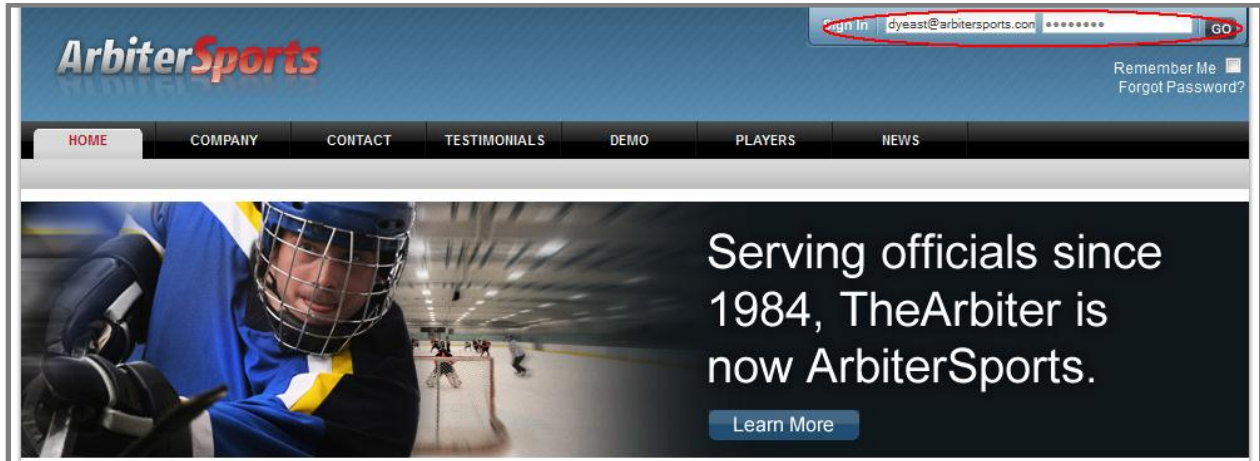 Sign In dyeast@arbitersports.con ••••••••  GO
ArbiterSports
Remember Me
Forgot Password?
HOME COMPANY CONTACT TESTIMONIALS DEMO PLAYERS NEWS
Serving officials since
1984, TheArbiter is
now ArbiterSports.
Learn More